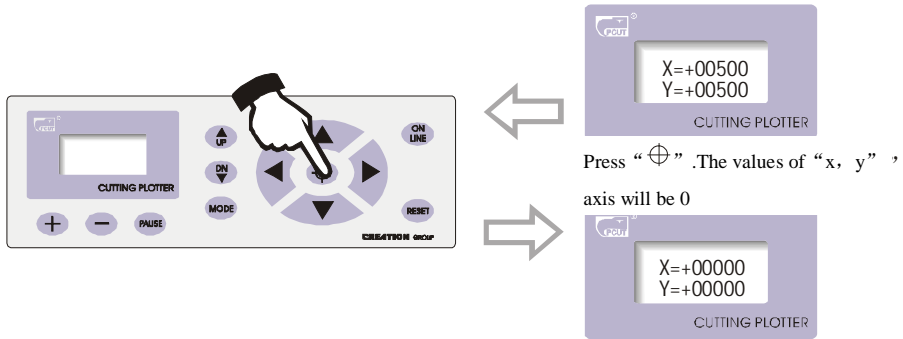 PCUT
X=+00500
Y=+00500
CUTTING PLOTTER
Press “⊕” .The values of “x， y” ，
axis will be 0
PCUT
X=+00000
Y=+00000
CUTTING PLOTTER
PCUT
CUTTING PLOTTER
UP
DN
MODE
ON
LINE
RESET
+
−
PAUSE
CREATION GROUP